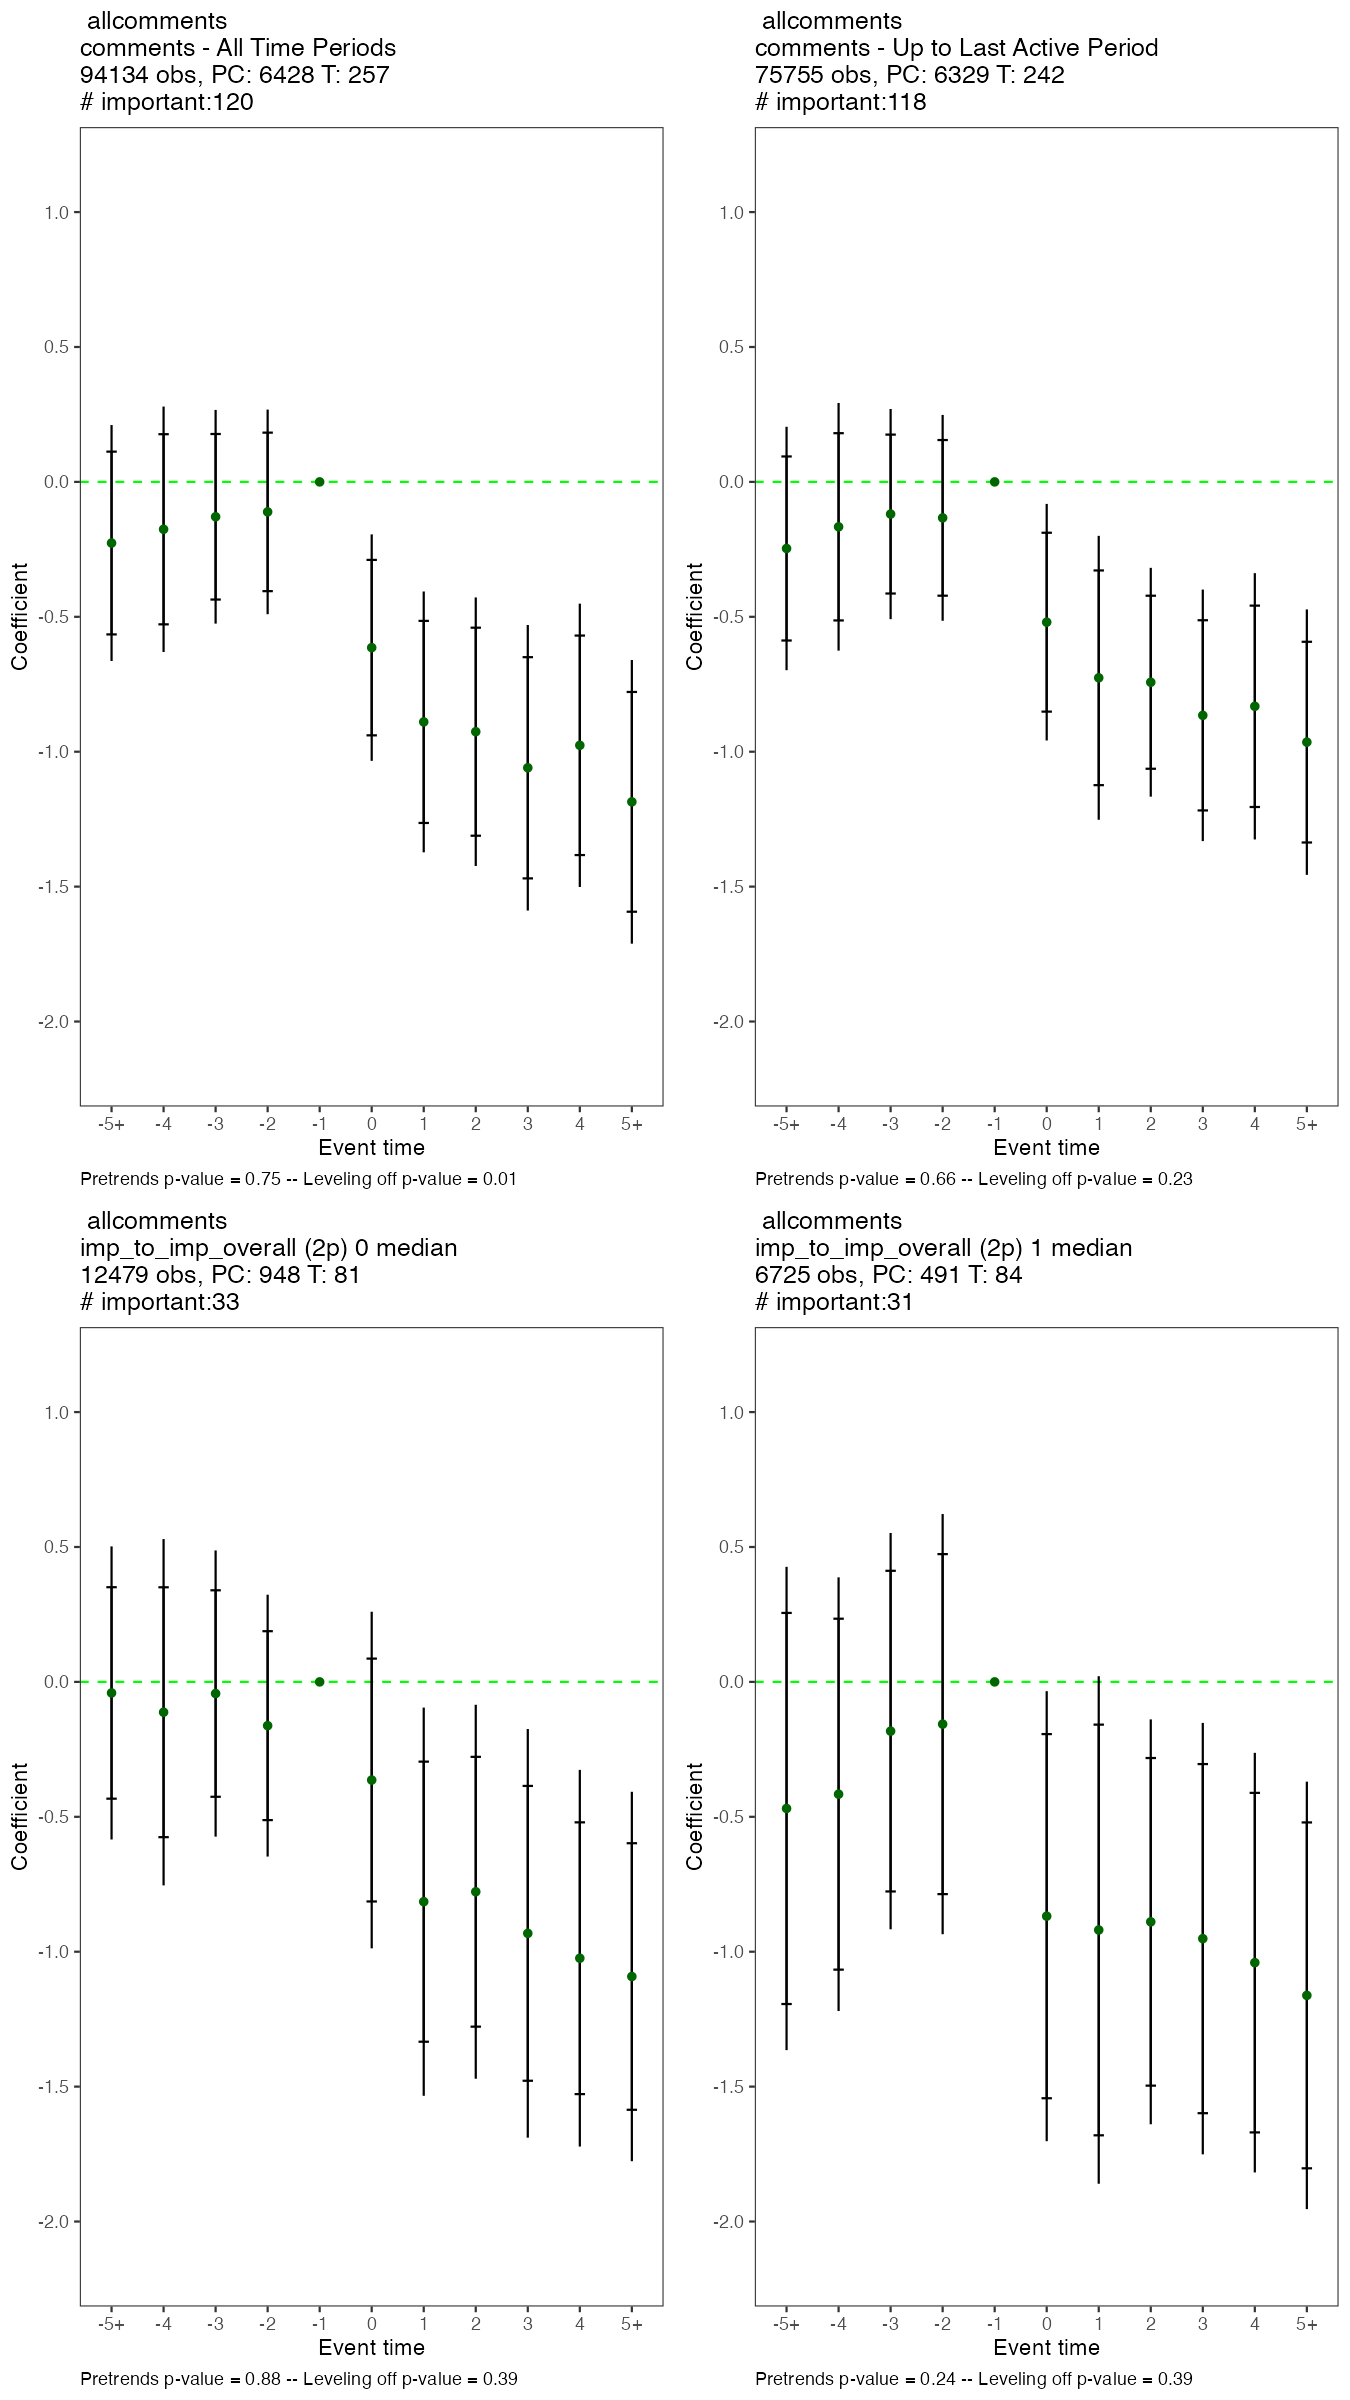 allcomments
comments - All Time Periods
94134 obs, PC: 6428 T: 257
# important:120
1.0
0.5
0.0
-0.5
-1.0
-1.5
-2.0
Coefficient
-5+ -4 -3 -2 -1 0 1 2 3 4 5+
Event time
Pretrends p-value = 0.75 -- Leveling off p-value = 0.01
allcomments
comments - Up to Last Active Period
75755 obs, PC: 6329 T: 242
# important:118
1.0
0.5
0.0
-0.5
-1.0
-1.5
-2.0
Coefficient
-5+ -4 -3 -2 -1 0 1 2 3 4 5+
Event time
Pretrends p-value = 0.66 -- Leveling off p-value = 0.23
allcomments
imp_to_imp_overall (2p) 0 median
12479 obs, PC: 948 T: 81
# important:33
1.0
0.5
0.0
-0.5
-1.0
-1.5
-2.0
Coefficient
-5+ -4 -3 -2 -1 0 1 2 3 4 5+
Event time
Pretrends p-value = 0.88 -- Leveling off p-value = 0.39
allcomments
imp_to_imp_overall (2p) 1 median
6725 obs, PC: 491 T: 84
# important:31
1.0
0.5
0.0
-0.5
-1.0
-1.5
-2.0
Coefficient
-5+ -4 -3 -2 -1 0 1 2 3 4 5+
Event time
Pretrends p-value = 0.24 -- Leveling off p-value = 0.39